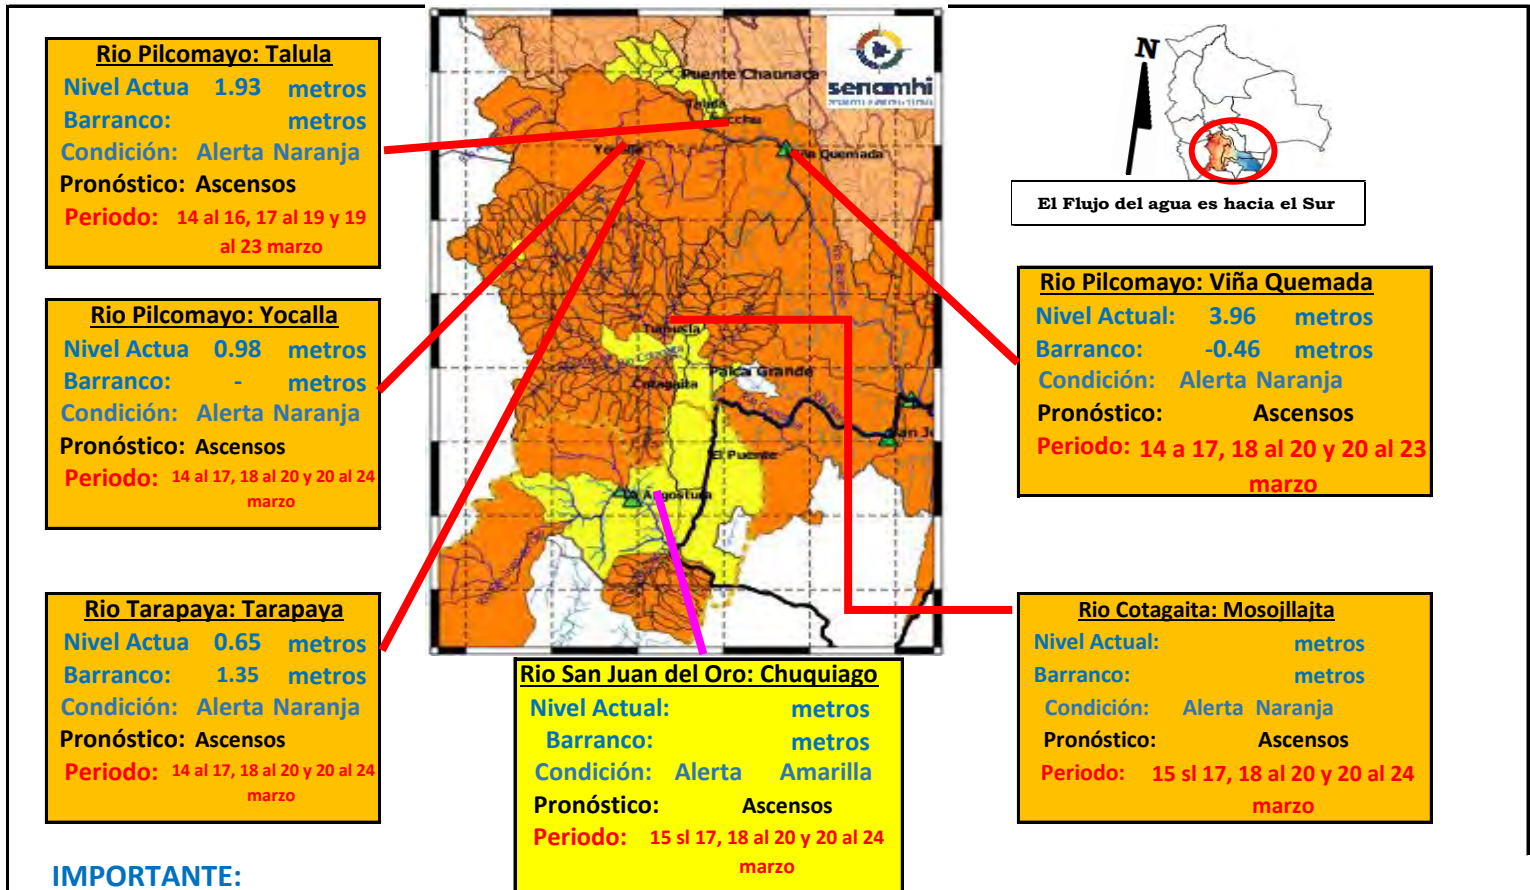 Rio Pilcomayo: Talula
Nivel Actua 1.93 metros
Barranco: metros
Condición: Alerta Naranja
Pronóstico: Ascensos
Periodo: 14 al 16, 17 al 19 y 19
al 23 marzo
Rio Pilcomayo: Yocalla
Nivel Actua 0.98 metros
Barranco: - metros
Condición: Alerta Naranja
Pronóstico: Ascensos
Periodo: 14 al 17, 18 al 20 y 20 al 24
marzo
Rio Tarapaya: Tarapaya
Nivel Actua 0.65 metros
Barranco: 1.35 metros
Condición: Alerta Naranja
Pronóstico: Ascensos
Periodo: 14 al 17, 18 al 20 y 20 al 24
marzo
IMPORTANTE:
senamhi
Puente Chaunaca
Talula
Quemada
Tumusla
Rio Cotagaita
Cotagaita
Palca Grande
El Puente
Angostura
Rio San Juan del Oro: Chuquiago
Nivel Actual: metros
Barranco: metros
Condición: Alerta Amarilla
Pronóstico: Ascensos
Periodo: 15 sl 17, 18 al 20 y 20 al 24
marzo
N
El Flujo del agua es hacia el Sur
Rio Pilcomayo: Viña Quemada
Nivel Actual: 3.96 metros
Barranco: -0.46 metros
Condición: Alerta Naranja
Pronóstico: Ascensos
Periodo: 14 a 17, 18 al 20 y 20 al 23
marzo
Rio Cotagaita: Mosojllajta
Nivel Actual: metros
Barranco: metros
Condición: Alerta Naranja
Pronóstico: Ascensos
Periodo: 15 sl 17, 18 al 20 y 20 al 24
marzo